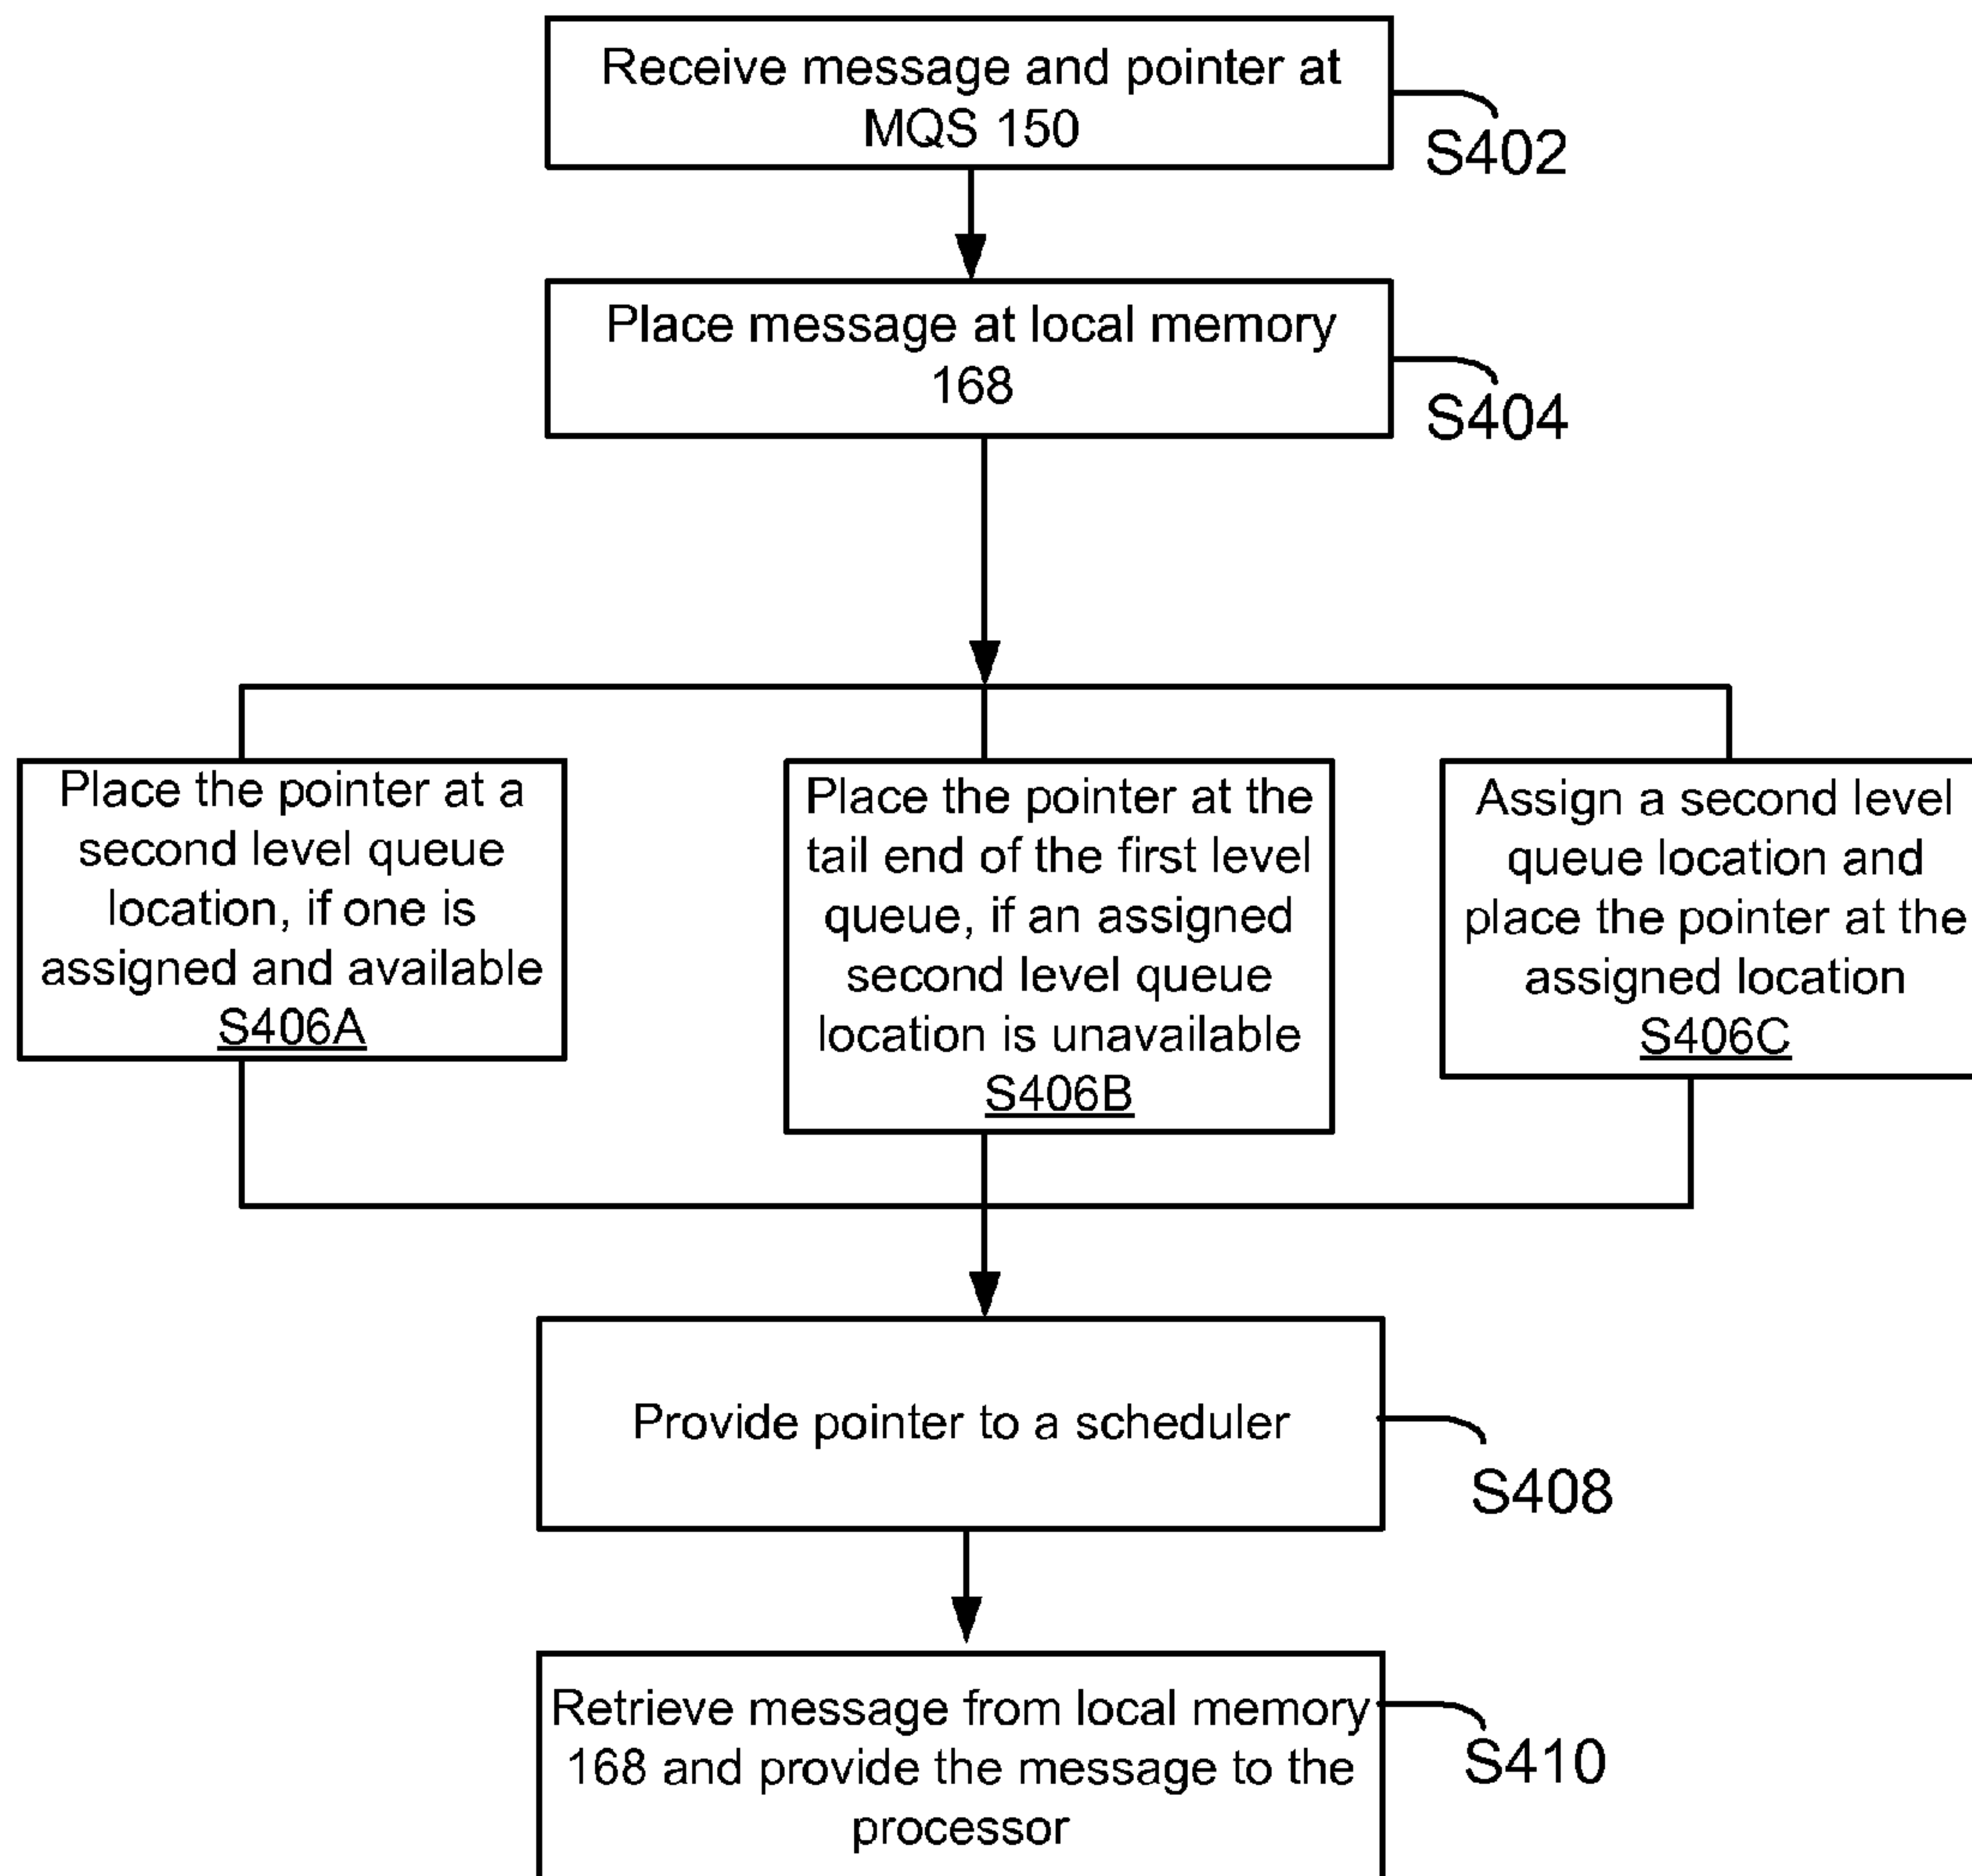 Receive message and pointer at
MQS 150
S402
Place message at local memory
168
S404
Place the pointer at a
second level queue
location, if one is
assigned and available
S406A
Place the pointer at the
tail end of the first level
queue, if an assigned
second level queue
location is unavailable
S406B
Assign a second level
queue location and
place the pointer at the
assigned location
S406C
Provide pointer to a scheduler
S408
Retrieve message from local memory
168 and provide the message to the
processor
S410